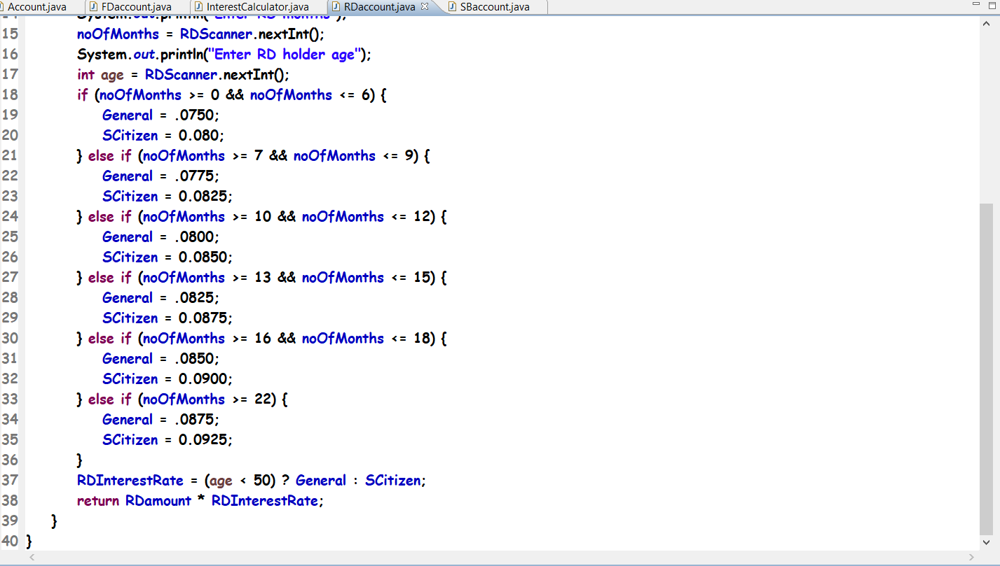 Account.java FDaccount.java InterestCalculator.java RDaccount.java SBaccount.java
14 System.out.println("Enter RD months");
15 noOfMonths = RDScanner.nextInt();
16 System.out.println("Enter RD holder age");
17 int age = RDScanner.nextInt();
18 if (noOfMonths >= 0 && noOfMonths <= 6) {
19 General = .0750;
20 SCitizen = 0.080;
21 } else if (noOfMonths >= 7 && noOfMonths <= 9) {
22 General = .0775;
23 SCitizen = 0.0825;
24 } else if (noOfMonths >= 10 && noOfMonths <= 12) {
25 General = .0800;
26 SCitizen = 0.0850;
27 } else if (noOfMonths >= 13 && noOfMonths <= 15) {
28 General = .0825;
29 SCitizen = 0.0875;
30 } else if (noOfMonths >= 16 && noOfMonths <= 18) {
31 General = .0850;
32 SCitizen = 0.0900;
33 } else if (noOfMonths >= 22) {
34 General = .0875;
35 SCitizen = 0.0925;
36 }
37 RDInterestRate = (age < 50) ? General : SCitizen;
38 return RDamount * RDInterestRate;
39 }
40 }